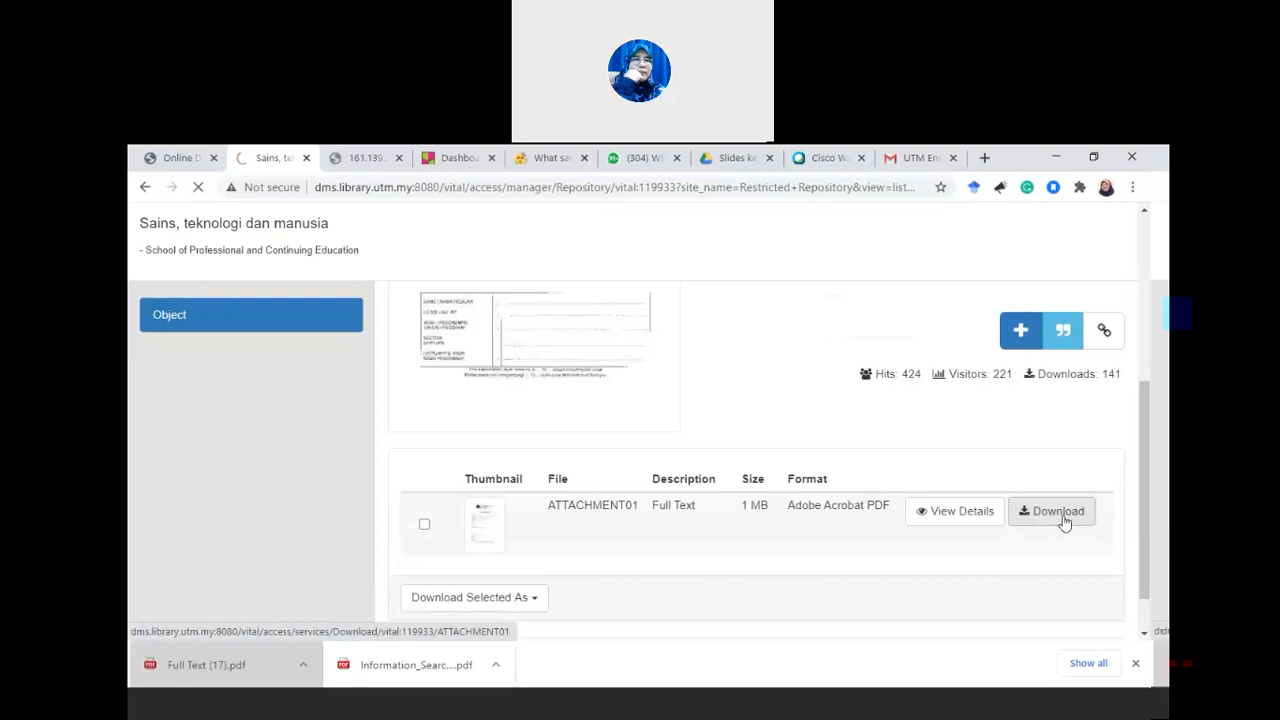 Online D
Sains, te
161.139.
Dashboa
What sa
(304) Wi
Slides ke
Cisco We
UTM En
Not secure
dms.library.utm.my:8080/vital/access/manager/Repository/vital:119933?site_name=Restricted+Repository&view=list...
Sains, teknologi dan manusia
- School of Professional and Continuing Education
Object
Hits: 424 Visitors: 221 Downloads: 141
Thumbnail File Description Size Format
ATTACHMENT01 Full Text 1 MB Adobe Acrobat PDF View Details Download
Download Selected As
dms.library.utm.my:8080/vital/access/services/Download/vital:119933/ATTACHMENT01
Full Text (17).pdf
Information_Searc....pdf
Show all